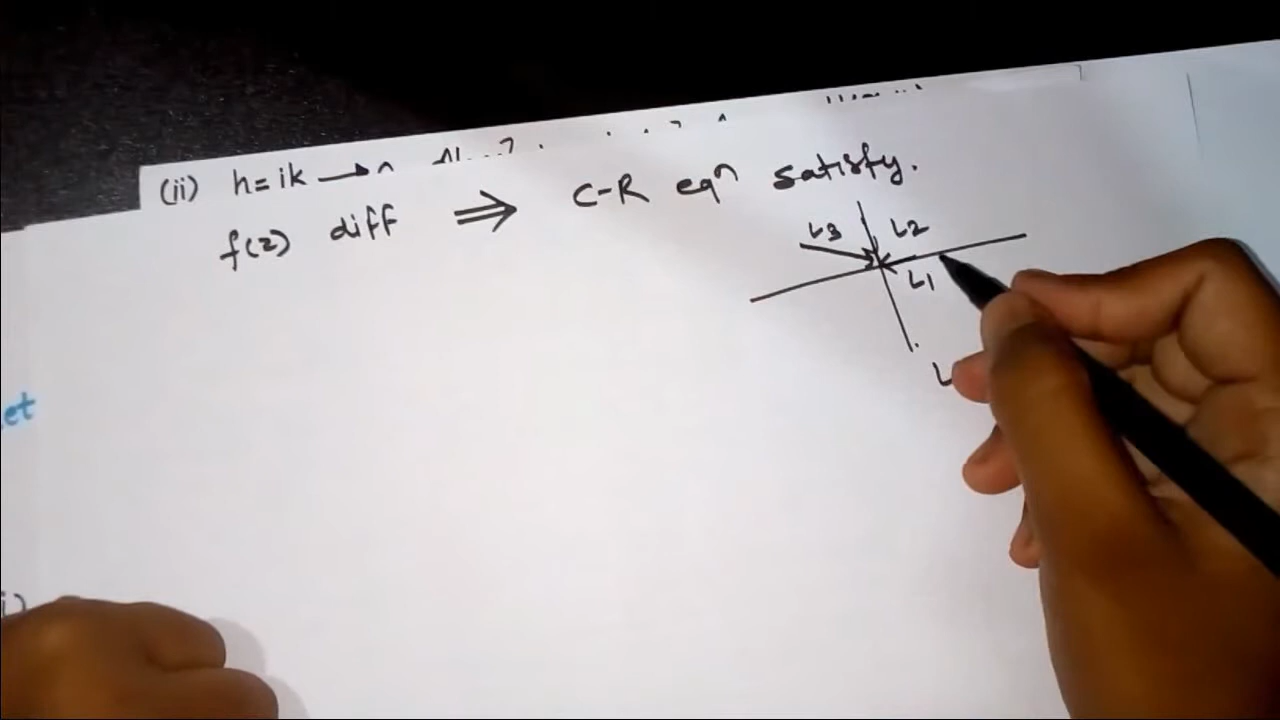 (ii) h=ik →
f(z) diff ⇒ C-R eqn satisfy.
L3 L2
L1
L
et
i)